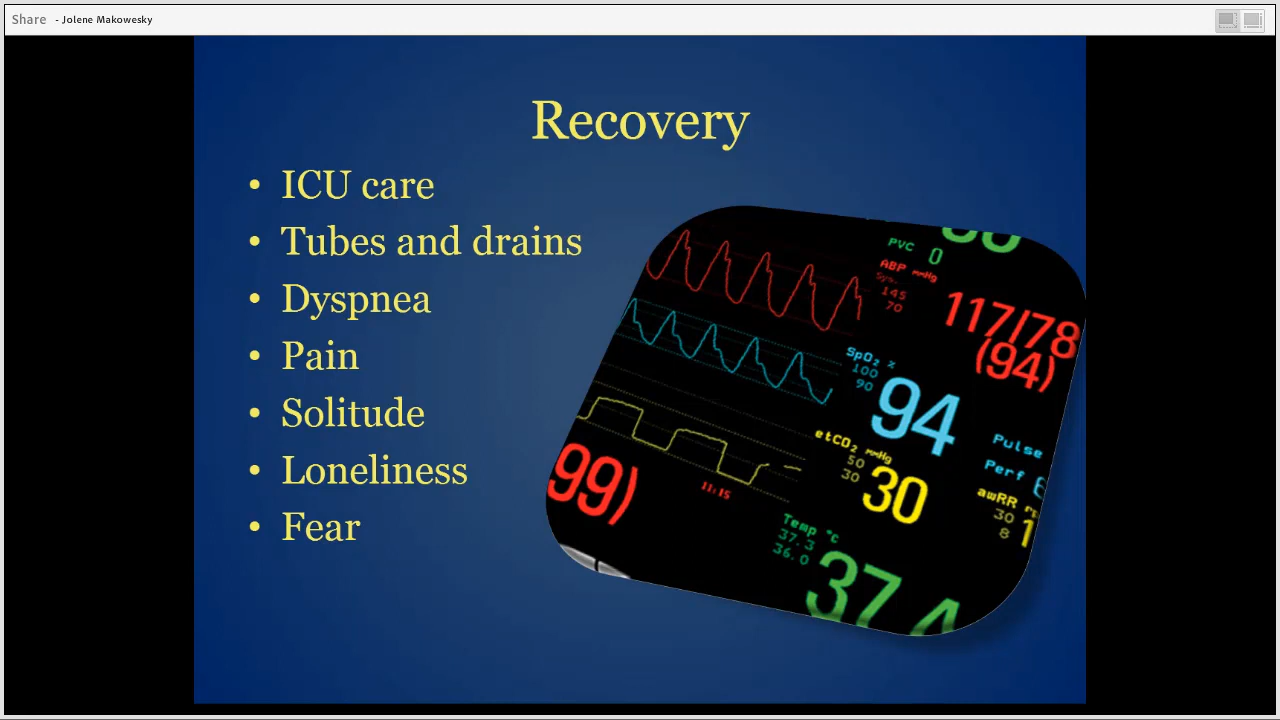 Share - Jolene Makowesky
Recovery
• ICU care
• Tubes and drains
• Dyspnea
• Pain
• Solitude
• Loneliness
• Fear
PVC 0
ABP mmHg
145
70
117/78
(94)
SpO₂ %
100
90
94
Pulse
Perf
etCO₂ mmHg
50
30
30
awRR
30
8
99)
11:15
Temp °C
37.3
36.0
37.4